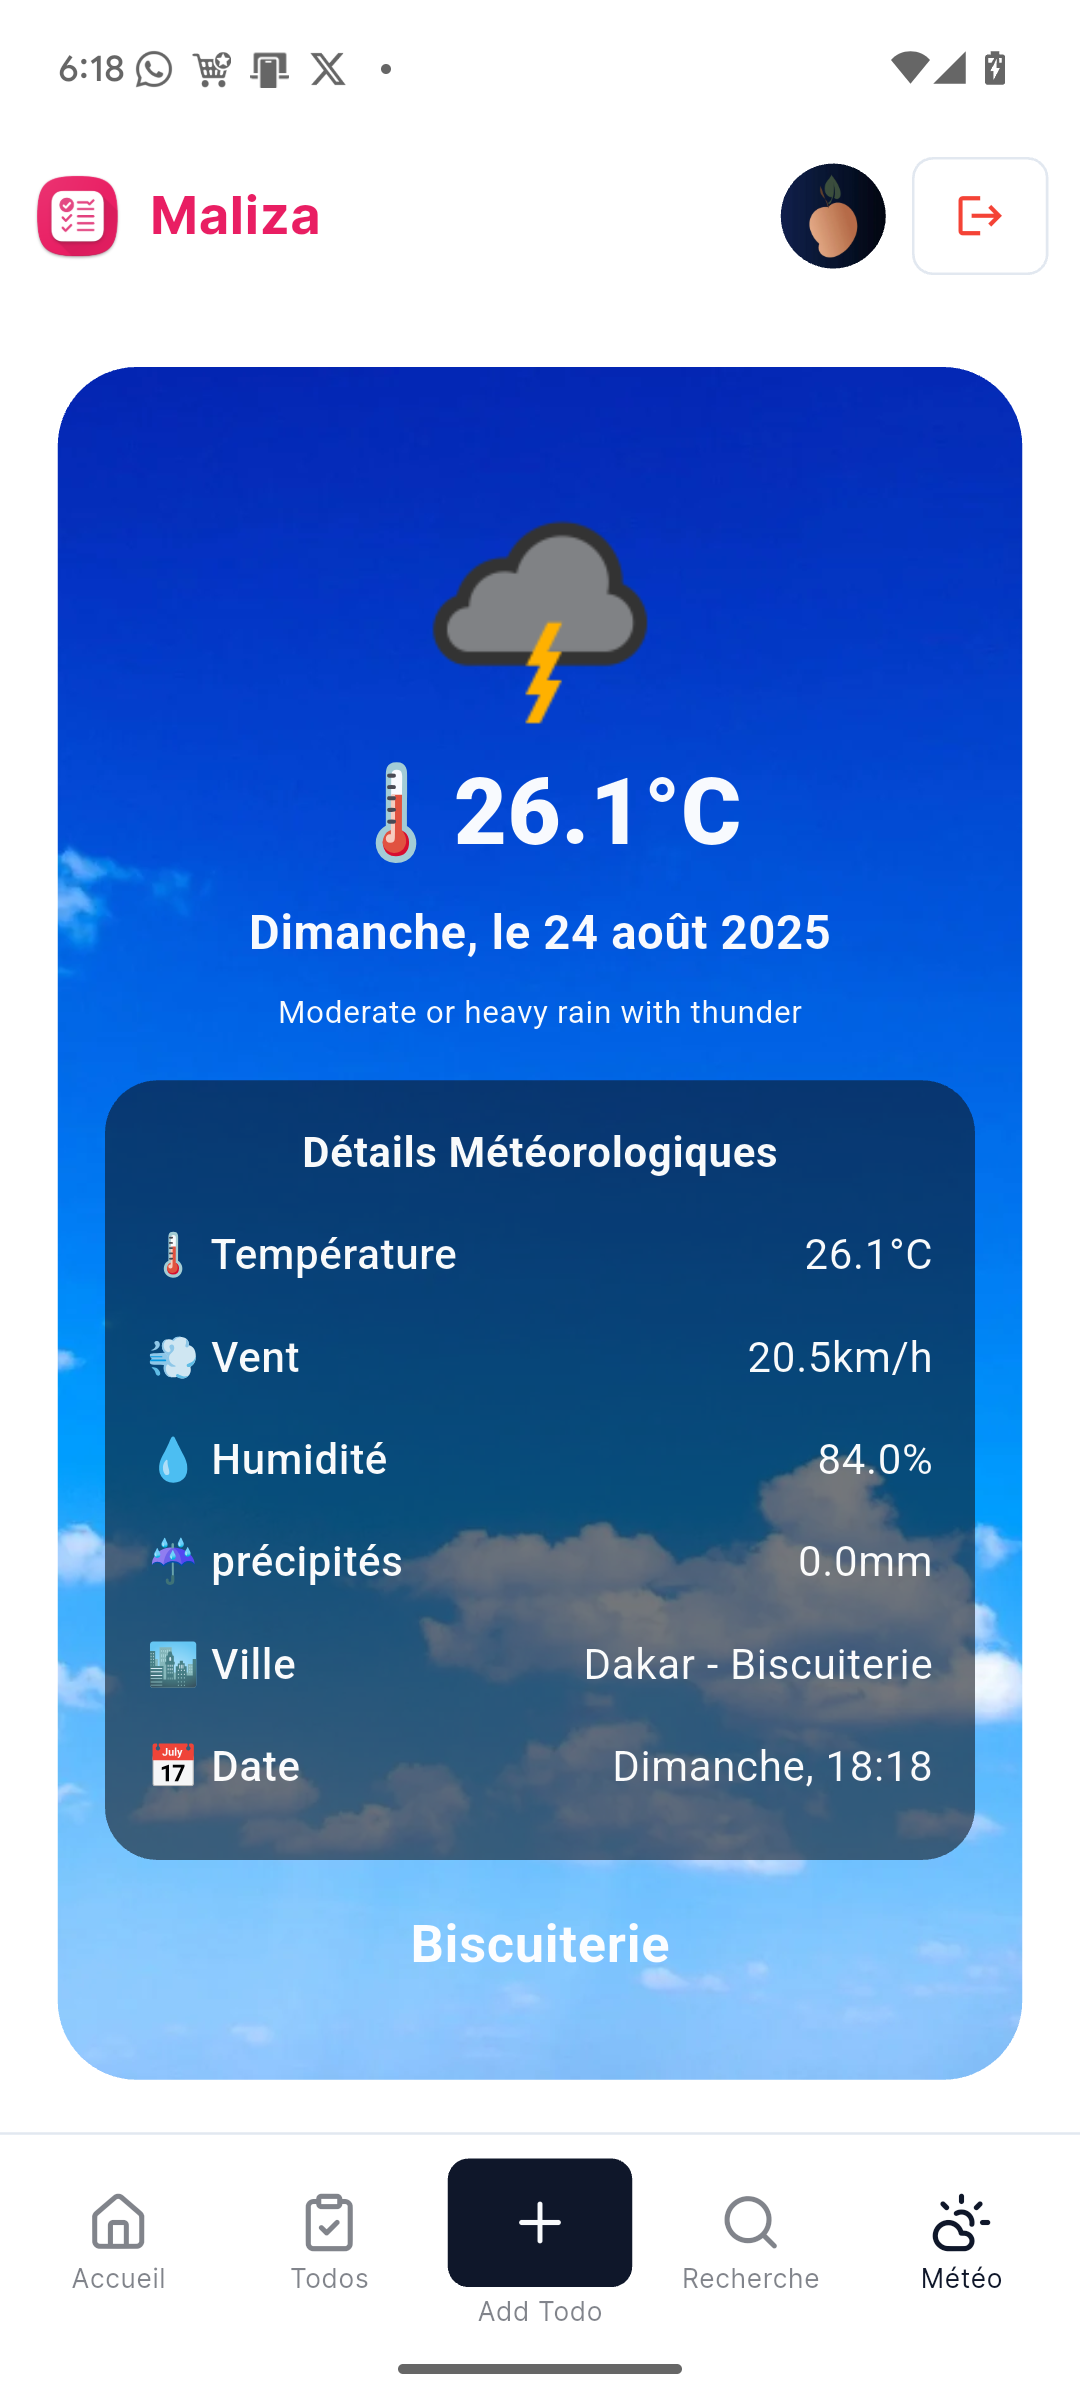 6:18
Maliza
26.1°C
Dimanche, le 24 août 2025
Moderate or heavy rain with thunder
Détails Météorologiques
Température 26.1°C
Vent 20.5km/h
Humidité 84.0%
précipités 0.0mm
Ville Dakar - Biscuiterie
July
17
Date Dimanche, 18:18
Biscuiterie
Accueil Todos Add Todo Recherche Météo